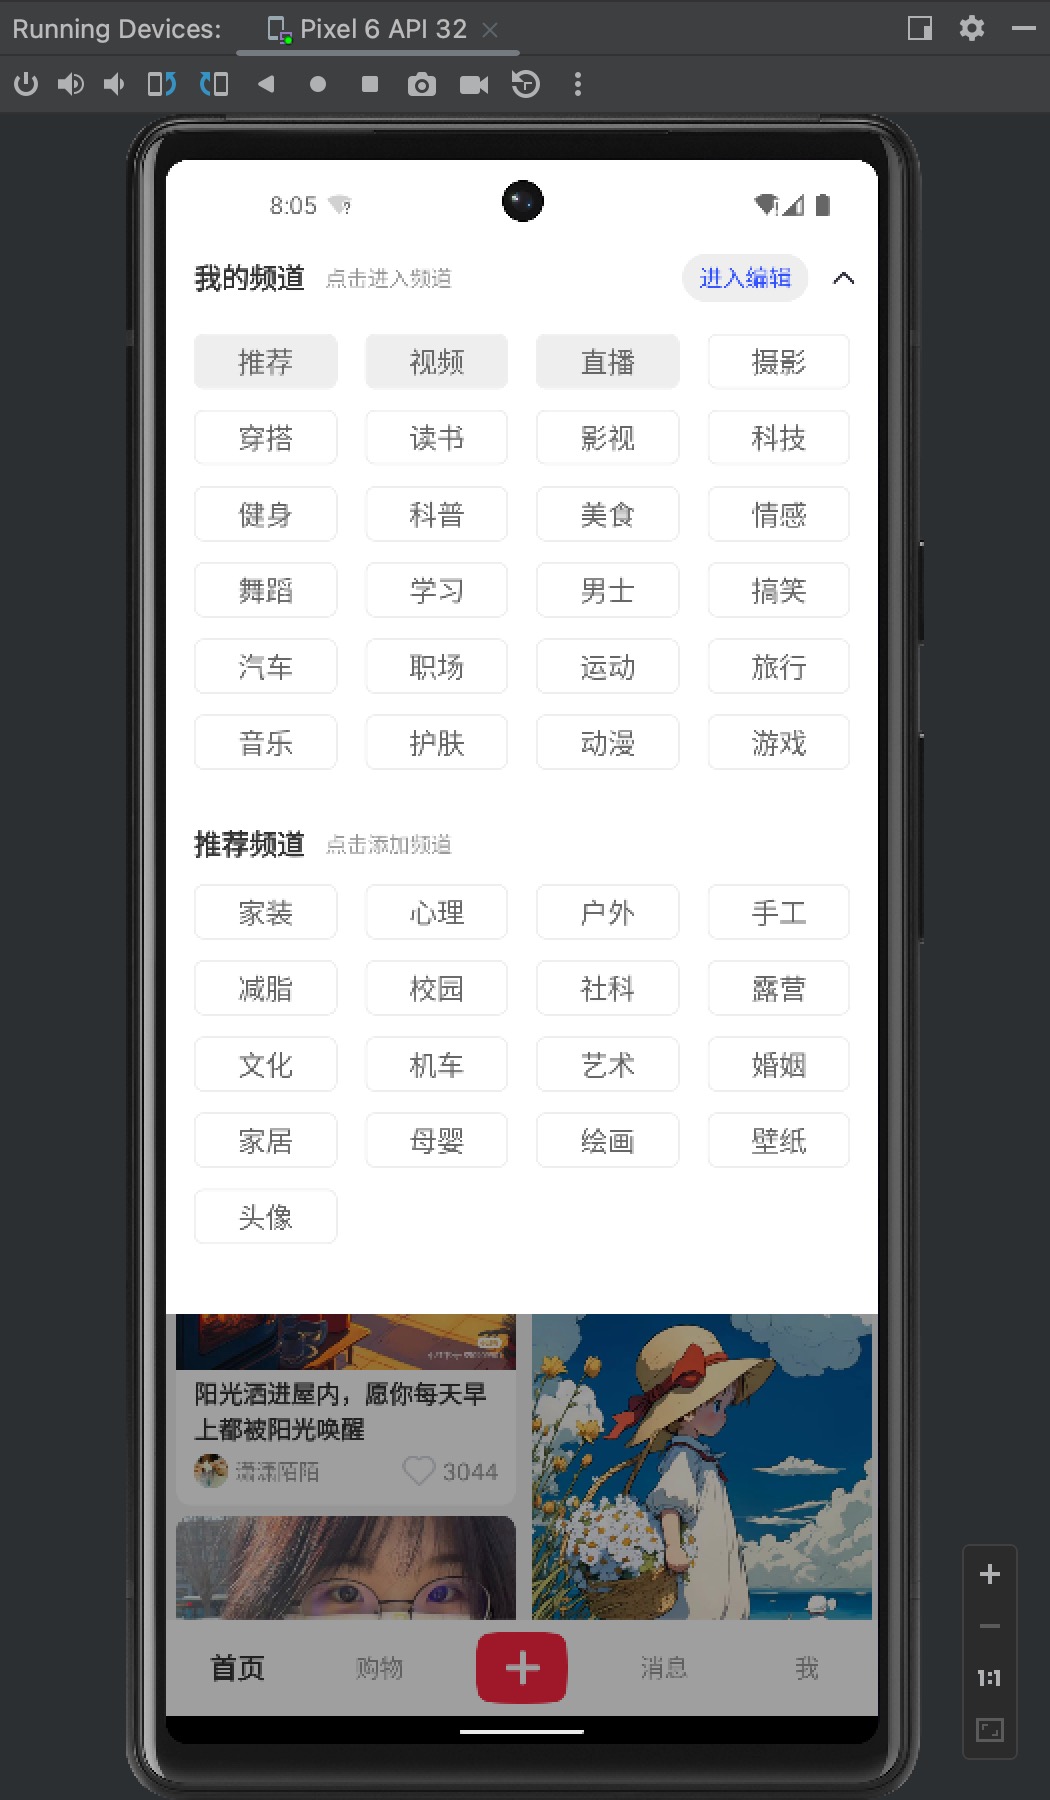 Running Devices: Pixel 6 API 32
8:05
我的频道 点击进入频道 进入编辑
推荐 视频 直播 摄影
穿搭 读书 影视 科技
健身 科普 美食 情感
舞蹈 学习 男士 搞笑
汽车 职场 运动 旅行
音乐 护肤 动漫 游戏
推荐频道 点击添加频道
家装 心理 户外 手工
减脂 校园 社科 露营
文化 机车 艺术 婚姻
家居 母婴 绘画 壁纸
头像
阳光洒进屋内，愿你每天早
上都被阳光唤醒
潇潇陌陌 3044
首页 购物 消息 我
1:1